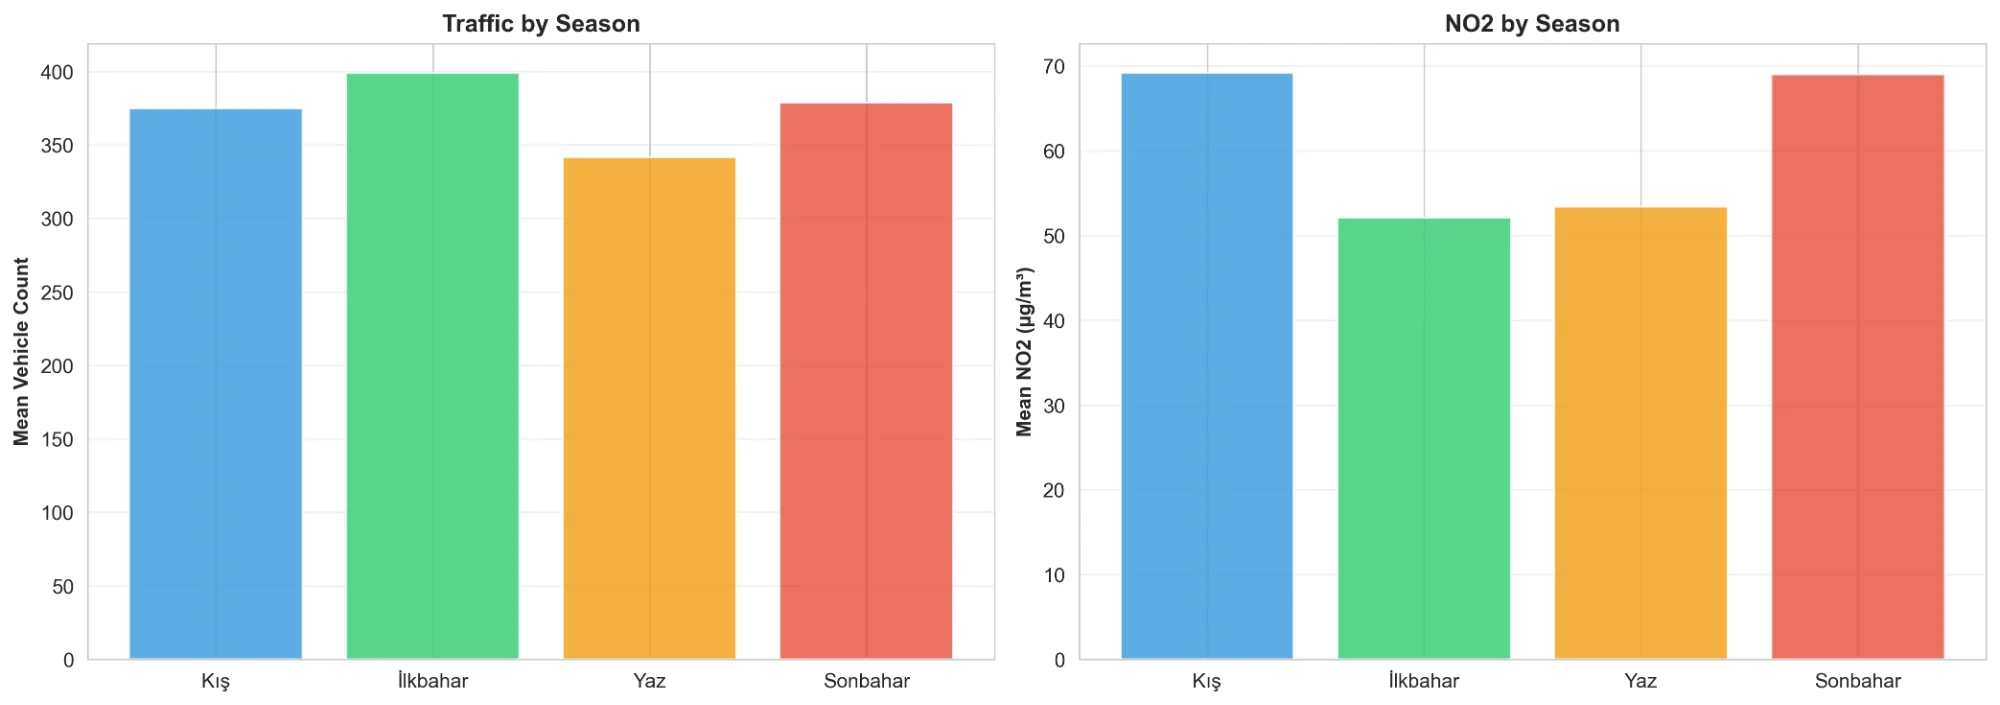 Traffic by Season
Mean Vehicle Count
400
350
300
250
200
150
100
50
0
Kış
İlkbahar
Yaz
Sonbahar
NO2 by Season
Mean NO2 (µg/m³)
70
60
50
40
30
20
10
0
Kış
İlkbahar
Yaz
Sonbahar